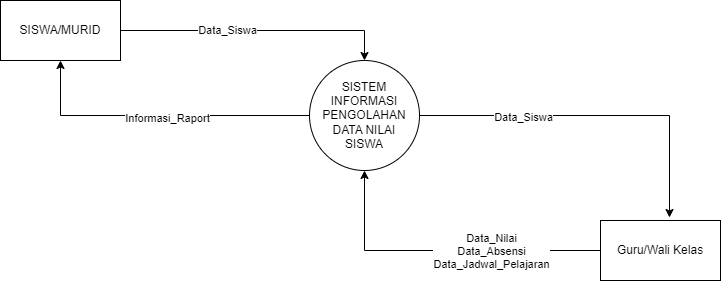 SISWA/MURID
Data_Siswa
SISTEM
INFORMASI
PENGOLAHAN
DATA NILAI
SISWA
Informasi_Raport
Data_Siswa
Data_Nilai
Data_Absensi
Data_Jadwal_Pelajaran
Guru/Wali Kelas